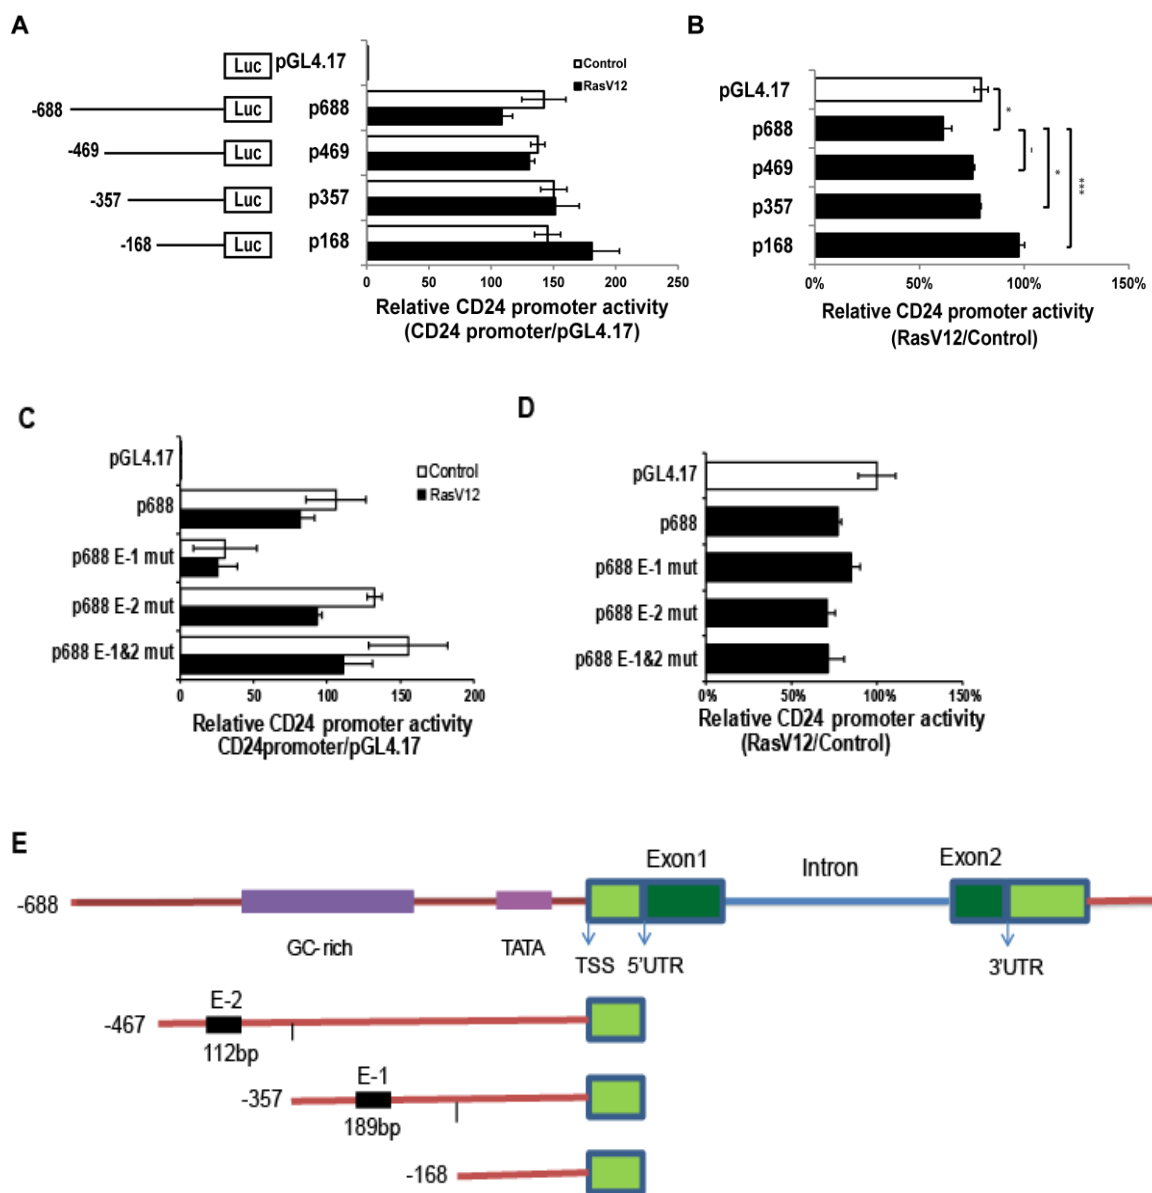 A
Luc pGL4.17
-688 Luc p688
-469 Luc p469
-357 Luc p357
-168 Luc p168
Control
RasV12
0 50 100 150 200 250
Relative CD24 promoter activity
(CD24 promoter/pGL4.17)
B
pGL4.17
p688
p469
p357
p168
*
*
***
0% 50% 100% 150%
Relative CD24 promoter activity
(RasV12/Control)
C
pGL4.17
p688
p688 E-1 mut
p688 E-2 mut
p688 E-1&2 mut
Control
RasV12
0 50 100 150 200
Relative CD24 promoter activity
CD24promoter/pGL4.17
D
pGL4.17
p688
p688 E-1 mut
p688 E-2 mut
p688 E-1&2 mut
0% 50% 100% 150%
Relative CD24 promoter activity
(RasV12/Control)
E
Exon1 Intron Exon2
-688
GC-rich TATA TSS 5'UTR 3'UTR
E-2
-467
112bp
E-1
-357
189bp
-168